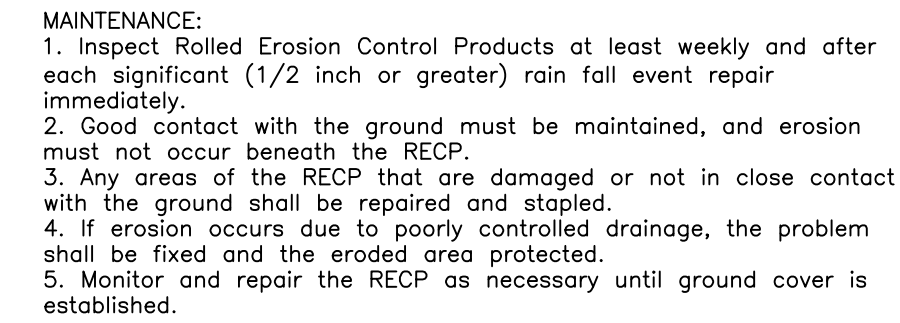 MAINTENANCE:
1. Inspect Rolled Erosion Control Products at least weekly and after
each significant (1/2 inch or greater) rain fall event repair
immediately.
2. Good contact with the ground must be maintained, and erosion
must not occur beneath the RECP.
3. Any areas of the RECP that are damaged or not in close contact
with the ground shall be repaired and stapled.
4. If erosion occurs due to poorly controlled drainage, the problem
shall be fixed and the eroded area protected.
5. Monitor and repair the RECP as necessary until ground cover is
established.